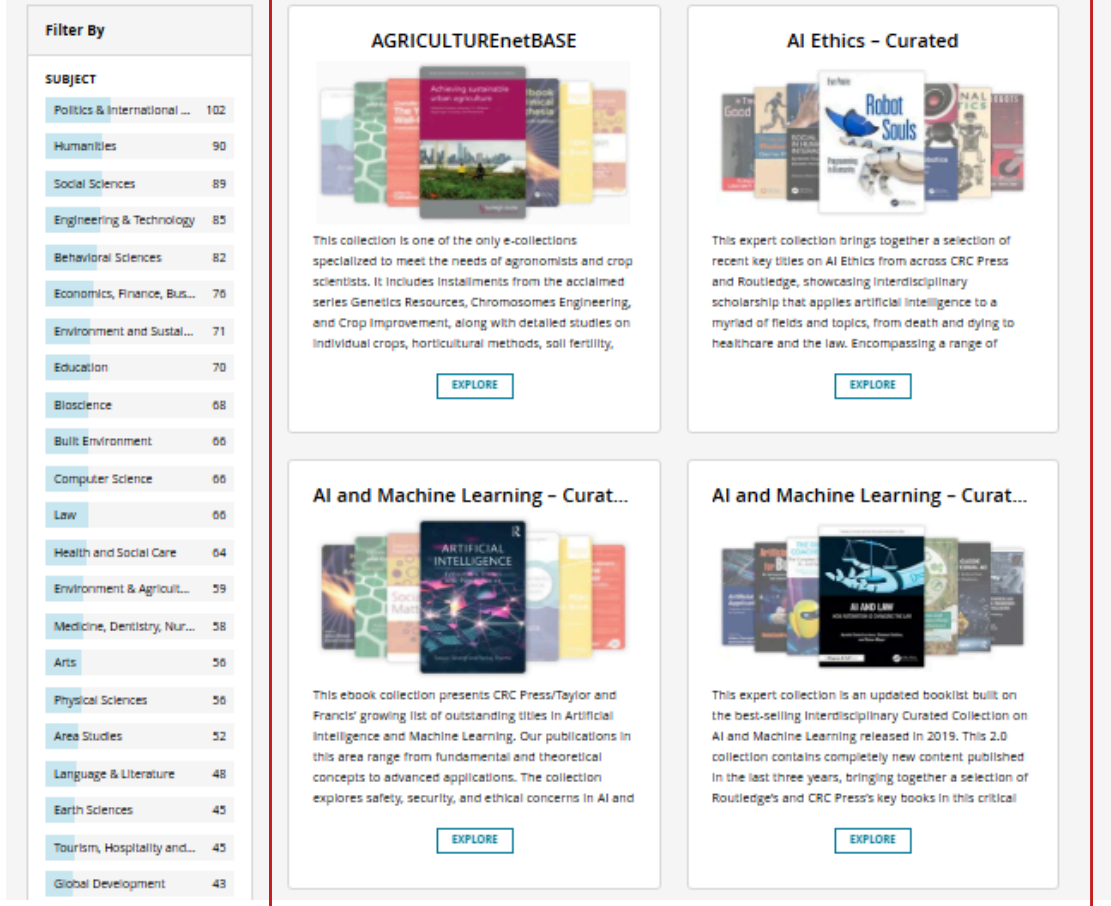 Filter By
SUBJECT
Politics & International ... 102
Humanities 90
Social Sciences 89
Engineering & Technology 85
Behavioral Sciences 82
Economics, Finance, Bus... 76
Environment and Sustai... 71
Education 70
Bioscience 68
Built Environment 66
Computer Science 66
Law 66
Health and Social Care 64
Environment & Agricult... 59
Medicine, Dentistry, Nur... 58
Arts 56
Physical Sciences 56
Area Studies 52
Language & Literature 48
Earth Sciences 45
Tourism, Hospitality and... 45
Global Development 43
AGRICULTUREnetBASE
Achieving sustainable
urban agriculture
This collection is one of the only e-collections
specialized to meet the needs of agronomists and crop
scientists. It includes installments from the acclaimed
series Genetics Resources, Chromosomes Engineering,
and Crop Improvement, along with detailed studies on
individual crops, horticultural methods, soil fertility,
EXPLORE
AI Ethics – Curated
Robot
Souls
Programming
in Humanity
This expert collection brings together a selection of
recent key titles on AI Ethics from across CRC Press
and Routledge, showcasing interdisciplinary
scholarship that applies artificial intelligence to a
myriad of fields and topics, from death and dying to
healthcare and the law. Encompassing a range of
EXPLORE
AI and Machine Learning – Curat...
ARTIFICIAL
INTELLIGENCE
This ebook collection presents CRC Press/Taylor and
Francis' growing list of outstanding titles in Artificial
Intelligence and Machine Learning. Our publications in
this area range from fundamental and theoretical
concepts to advanced applications. The collection
explores safety, security, and ethical concerns in AI and
EXPLORE
AI and Machine Learning – Curat...
AI AND LAW
HOW AUTOMATION IS CHANGING THE LAW
This expert collection is an updated booklist built on
the best-selling Interdisciplinary Curated Collection on
AI and Machine Learning released in 2019. This 2.0
collection contains completely new content published
in the last three years, bringing together a selection of
Routledge's and CRC Press's key books in this critical
EXPLORE